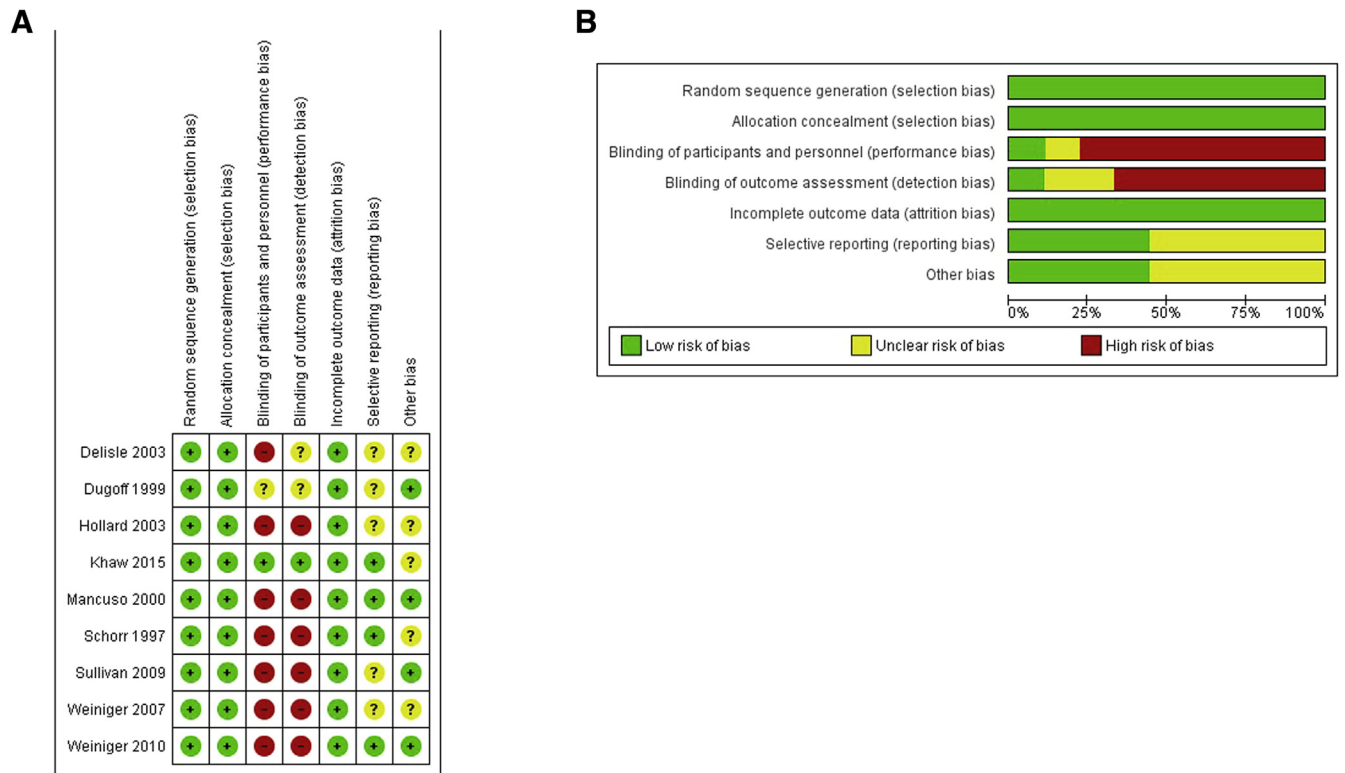 A
Random sequence generation (selection bias)
Allocation concealment (selection bias)
Blinding of participants and personnel (performance bias)
Blinding of outcome assessment (detection bias)
Incomplete outcome data (attrition bias)
Selective reporting (reporting bias)
Other bias
Delisle 2003 + + - ? + ? ?
Dugoff 1999 + + ? ? + ? +
Hollard 2003 + + - - + ? ?
Khaw 2015 + + + + + + ?
Mancuso 2000 + + - - + + +
Schorr 1997 + + - - + + ?
Sullivan 2009 + + - - + ? +
Weiniger 2007 + + - - + ? ?
Weiniger 2010 + + - - + + +
B
Random sequence generation (selection bias)
Allocation concealment (selection bias)
Blinding of participants and personnel (performance bias)
Blinding of outcome assessment (detection bias)
Incomplete outcome data (attrition bias)
Selective reporting (reporting bias)
Other bias
0% 25% 50% 75% 100%
Low risk of bias Unclear risk of bias High risk of bias